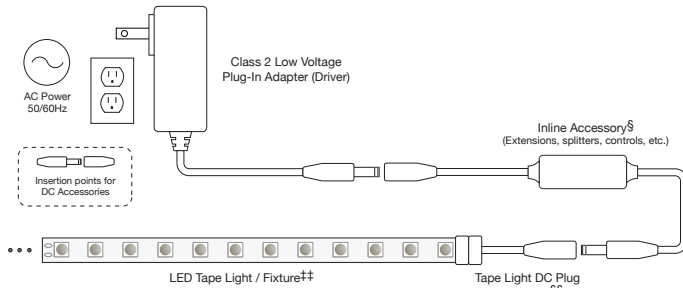 Class 2 Low Voltage
Plug-In Adapter (Driver)
AC Power
50/60Hz
Inline Accessory§
(Extensions, splitters, controls, etc.)
Insertion points for
DC Accessories
LED Tape Light / Fixture‡‡
Tape Light DC Plug
§§